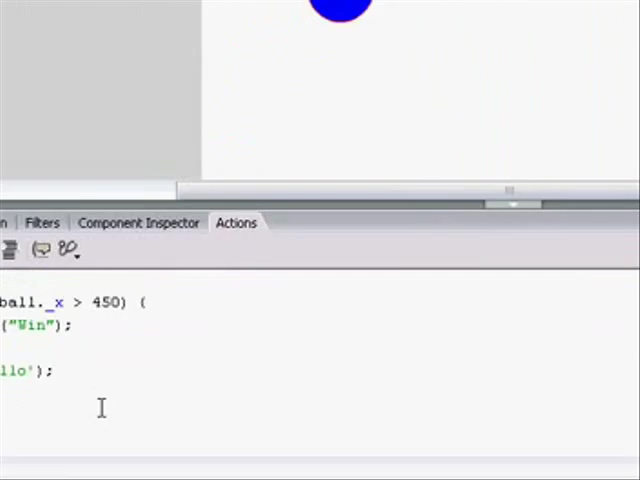 Filters Component Inspector Actions
ball._x > 450) (
("Win");
llo');